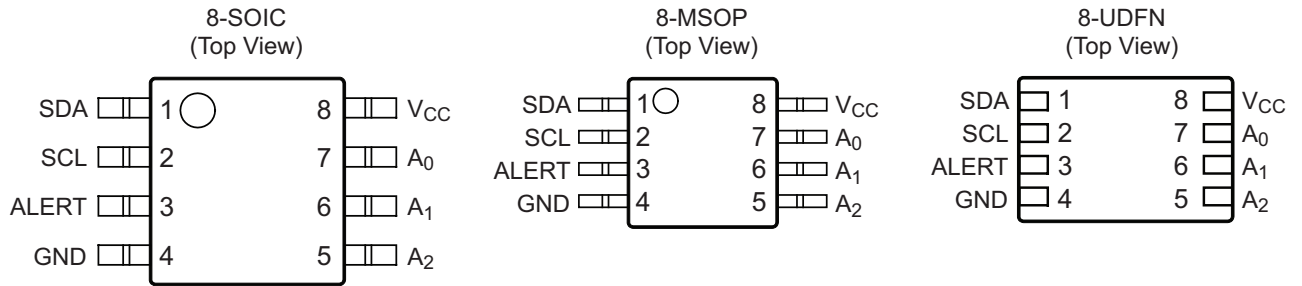 8-SOIC
(Top View)
SDA 1 8 VCC
SCL 2 7 A0
ALERT 3 6 A1
GND 4 5 A2
8-MSOP
(Top View)
SDA 1 8 VCC
SCL 2 7 A0
ALERT 3 6 A1
GND 4 5 A2
8-UDFN
(Top View)
SDA 1 8 VCC
SCL 2 7 A0
ALERT 3 6 A1
GND 4 5 A2